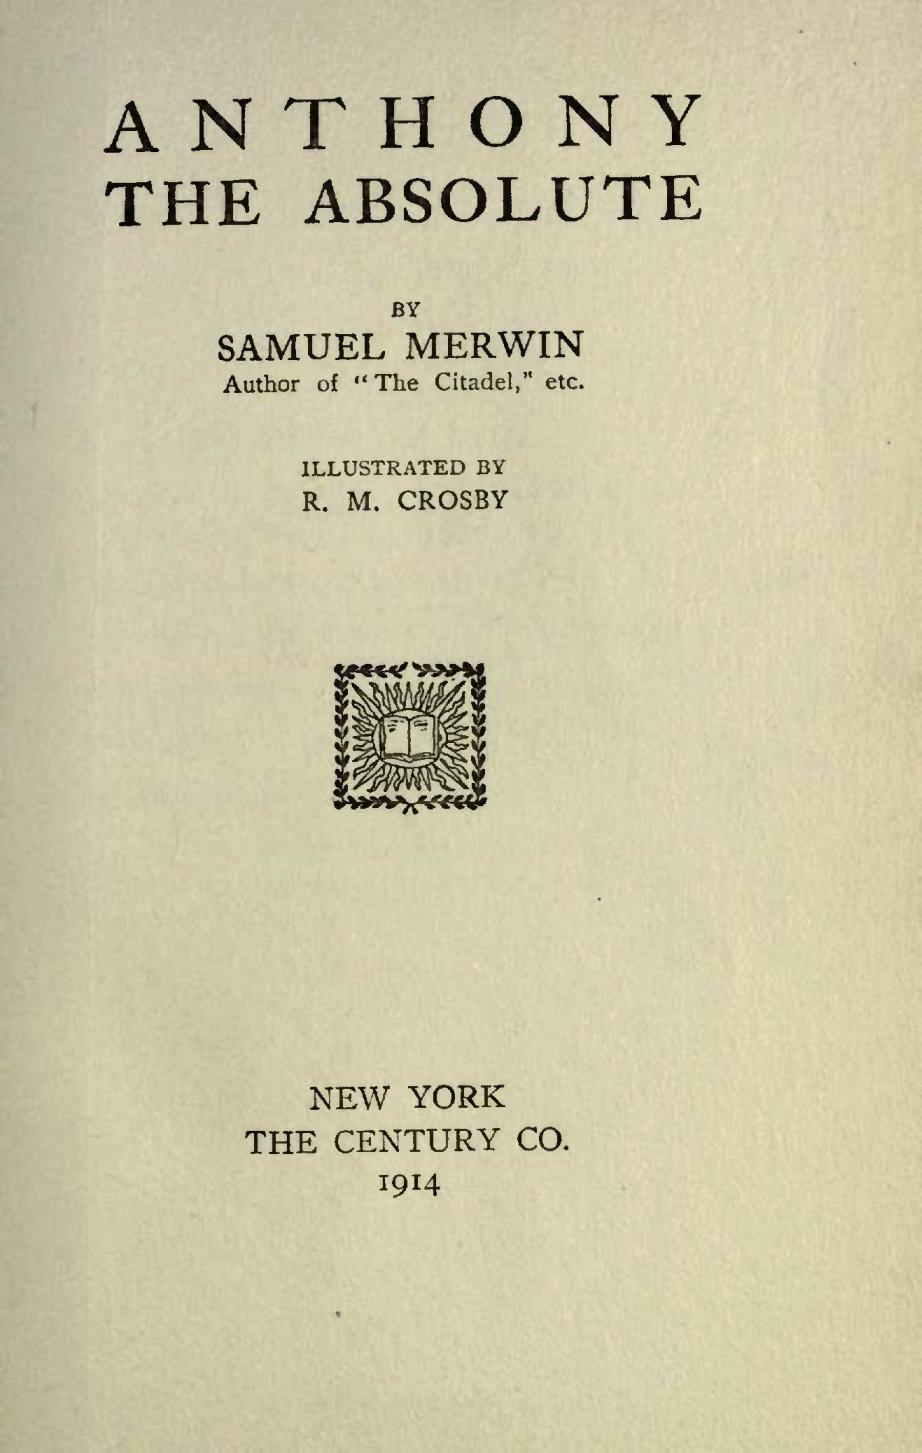 ANTHONY
THE ABSOLUTE
BY
SAMUEL MERWIN
Author of "The Citadel," etc.
ILLUSTRATED BY
R. M. CROSBY
NEW YORK
THE CENTURY CO.
1914